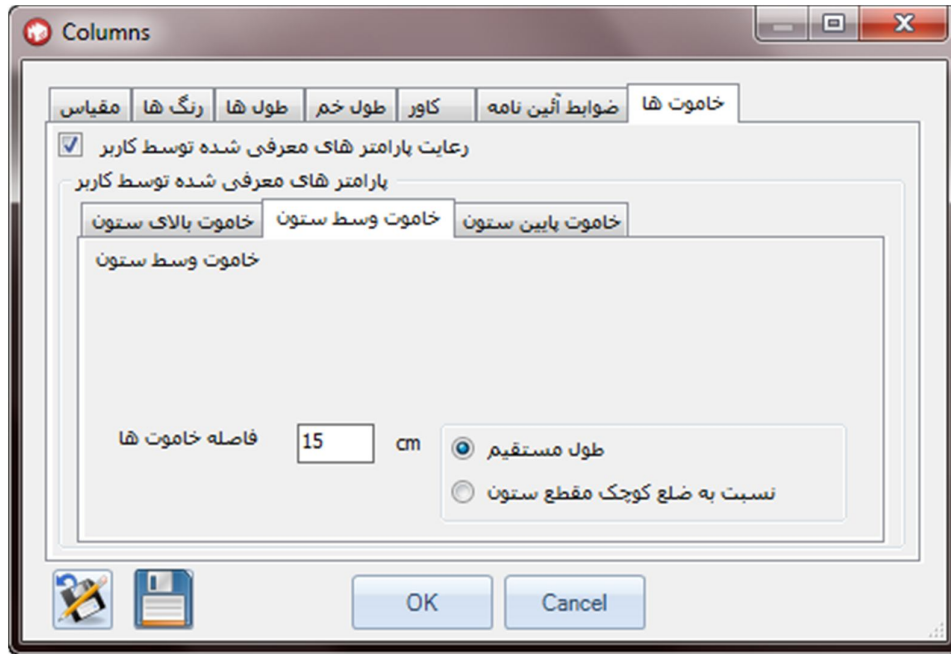 Columns
خاموت ها
ضوابط آئین نامه
کاور
طول خم
طول ها
رنگ ها
مقیاس
رعایت پارامتر های معرفی شده توسط کاربر
پارامتر های معرفی شده توسط کاربر
خاموت پایین ستون
خاموت وسط ستون
خاموت بالای ستون
خاموت وسط ستون
فاصله خاموت ها
15 cm
طول مستقیم
نسبت به ضلع کوچک مقطع ستون
OK
Cancel